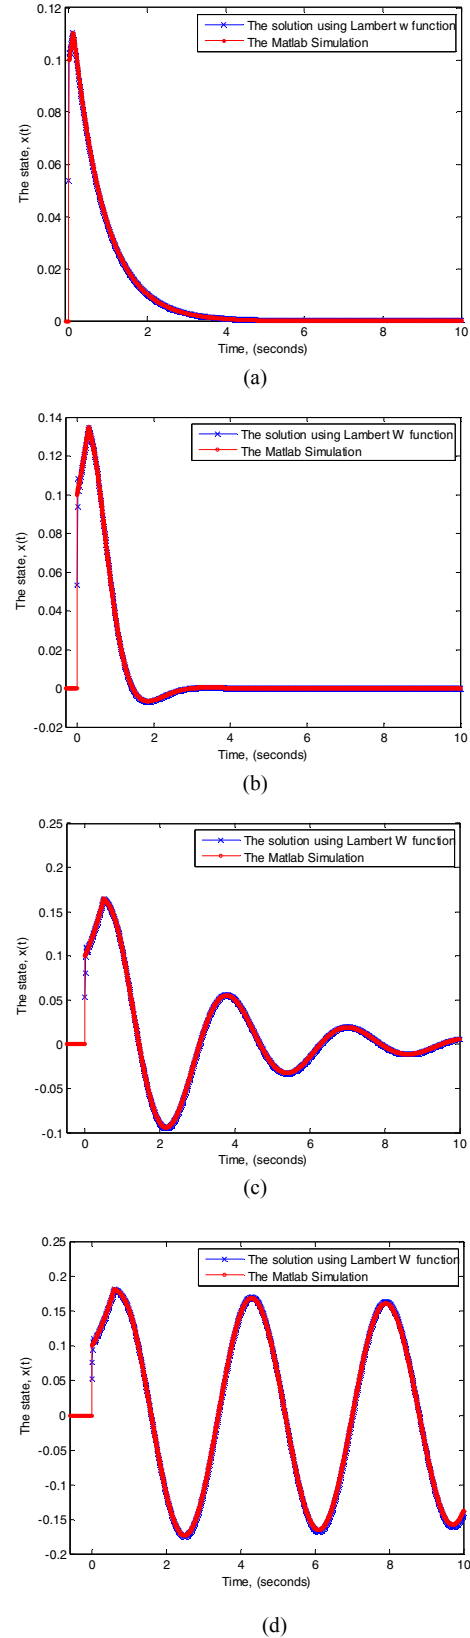 0.12
The solution using Lambert w function
The Matlab Simulation
0.1
0.08
0.06
0.04
0.02
0
The state, x(t)
0 2 4 6 8 10
Time, (seconds)
(a)
0.14
The solution using Lambert W function
The Matlab Simulation
0.12
0.1
0.08
0.06
0.04
0.02
0
-0.02
The state, x(t)
0 2 4 6 8 10
Time, (seconds)
(b)
0.25
The solution using Lambert W function
The Matlab Simulation
0.2
0.15
0.1
0.05
0
-0.05
-0.1
The state, x(t)
0 2 4 6 8 10
Time, (seconds)
(c)
0.25
The solution using Lambert W function
The Matlab Simulation
0.2
0.15
0.1
0.05
0
-0.05
-0.1
-0.15
-0.2
The state, x(t)
0 2 4 6 8 10
Time, (seconds)
(d)